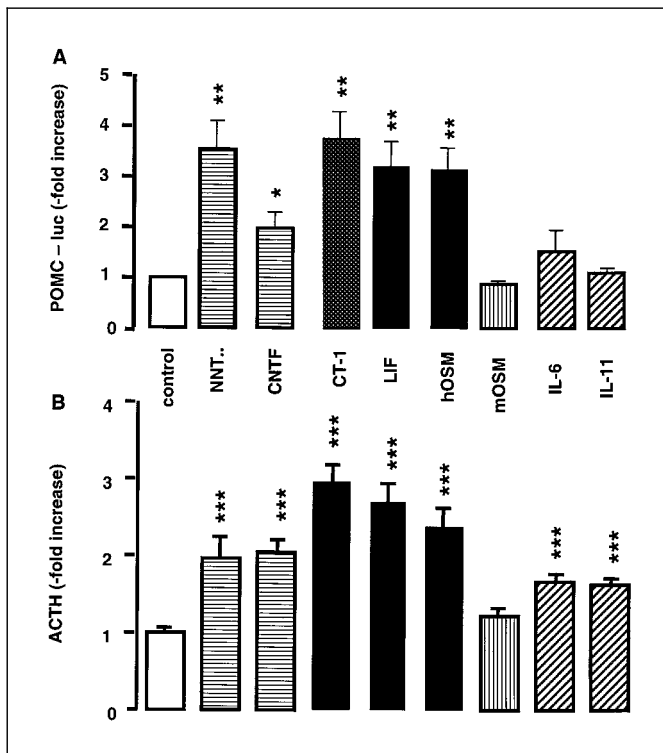 A
POMC – luc (-fold increase)
5
4
3
2
1
0
**
*
**
**
**
control
NNT..
CNTF
CT-1
LIF
hOSM
mOSM
IL-6
IL-11
B
ACTH (-fold increase)
4
3
2
1
0
***
***
***
***
***
***
***